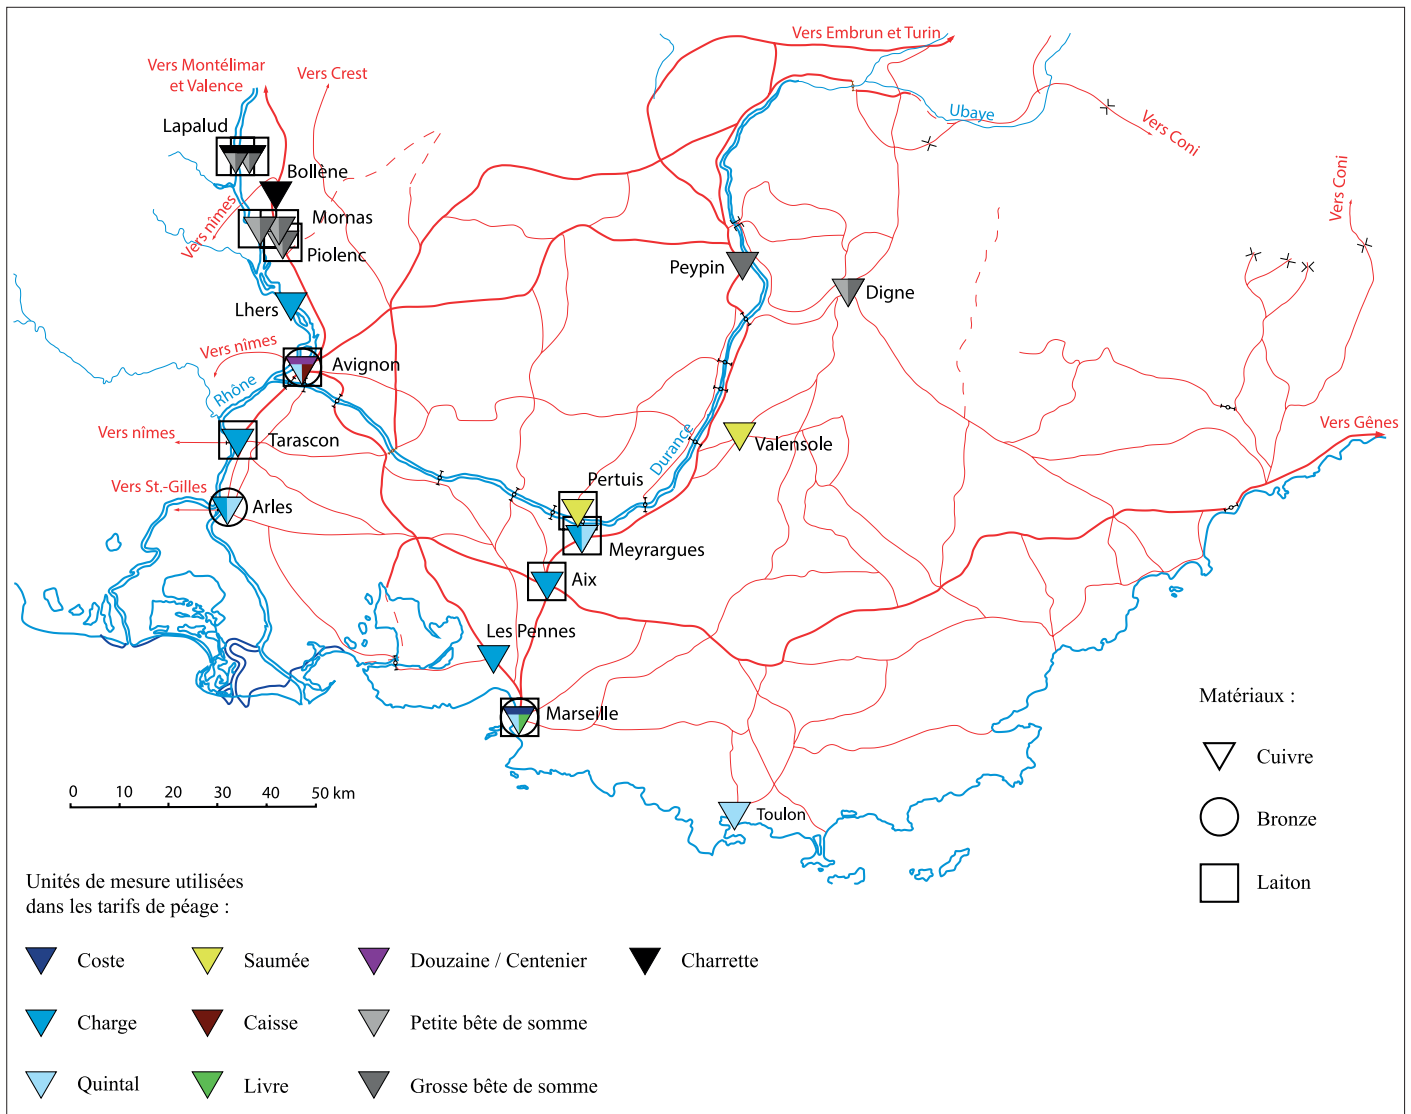 Vers Embrun et Turin
Vers Montélimar
et Valence
Vers Crest
Lapalud
Ubaye
Vers Coni
Bollène
Vers Coni
Mornas
Vers nîmes
Piolenc
Peypin
Digne
Lhers
Vers nîmes
Avignon
Rhône
Vers nîmes
Tarascon
Durance
Valensole
Vers Gênes
Vers St.-Gilles
Arles
Pertuis
Meyrargues
Aix
Les Pennes
Marseille
Toulon
0 10 20 30 40 50 km
Matériaux :
Cuivre
Bronze
Laiton
Unités de mesure utilisées
dans les tarifs de péage :
Coste
Saumée
Douzaine / Centenier
Charrette
Charge
Caisse
Petite bête de somme
Quintal
Livre
Grosse bête de somme